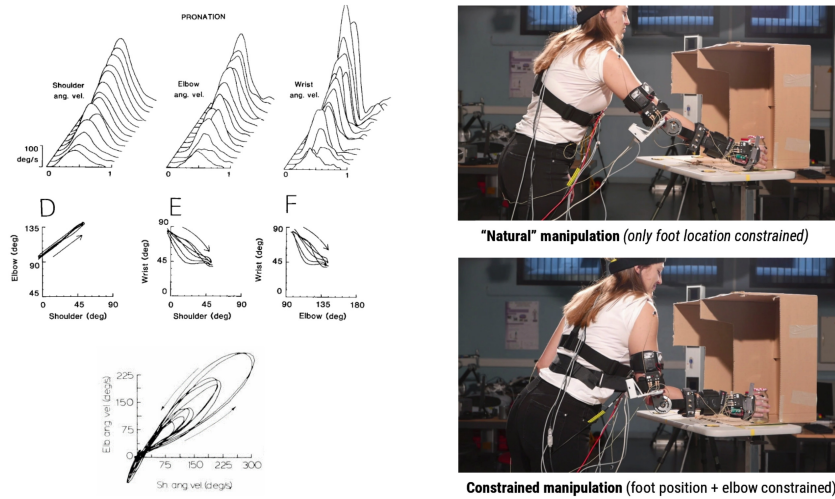 PRONATION
Shoulder
ang. vel.
Elbow
ang. vel.
Wrist
ang. vel.
100
deg/s
0 1
0 1
0 1
D
135
90
45
Elbow (deg)
0 45 90
Shoulder (deg)
E
90
45
0
Wrist (deg)
0 45 90
Shoulder (deg)
F
90
45
0
Wrist (deg)
90 135 180
Elbow (deg)
225
150
75
0
Elb ang vel (deg/s)
75 150 225 300
Sh ang vel (deg/s)
“Natural” manipulation (only foot location constrained)
Constrained manipulation (foot position + elbow constrained)